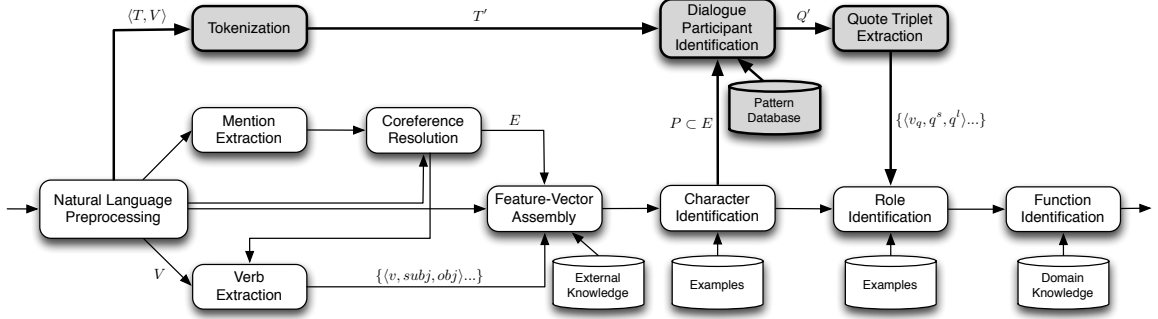 ⟨T, V⟩
Tokenization
T′
Dialogue
Participant
Identification
Q′
Quote Triplet
Extraction
Pattern
Database
Mention
Extraction
Coreference
Resolution
E
P ⊂ E
{⟨v_q, q^s, q^l⟩...}
Natural Language
Preprocessing
Feature-Vector
Assembly
Character
Identification
Role
Identification
Function
Identification
V
Verb
Extraction
{⟨v, subj, obj⟩...}
External
Knowledge
Examples
Examples
Domain
Knowledge